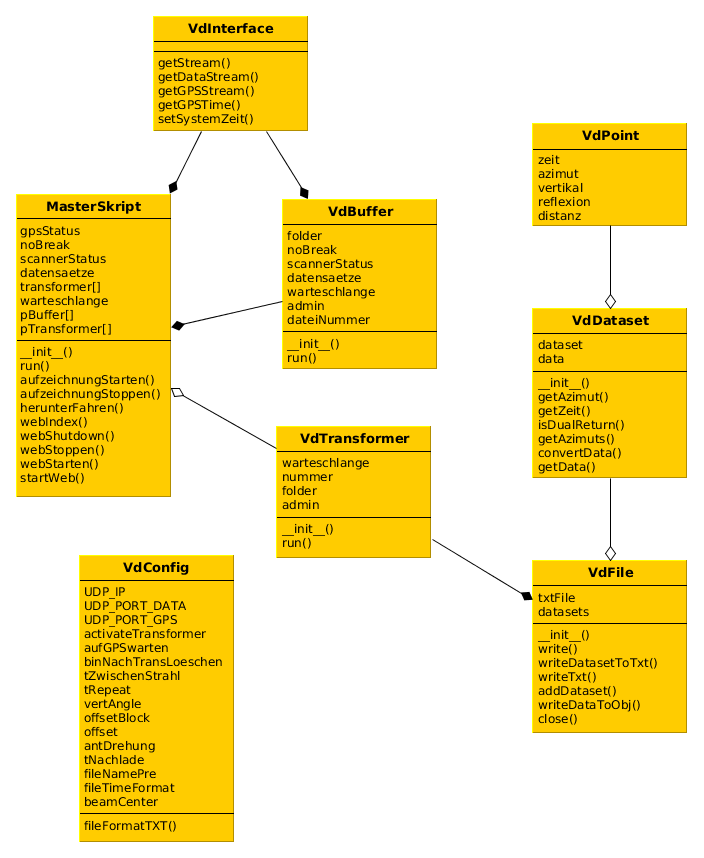 VdInterface
getStream()
getDataStream()
getGPSStream()
getGPSTime()
setSystemZeit()
VdPoint
zeit
azimut
vertikal
reflexion
distanz
MasterSkript
gpsStatus
noBreak
scannerStatus
datensaetze
transformer[]
warteschlange
pBuffer[]
pTransformer[]
__init__()
run()
aufzeichnungStarten()
aufzeichnungStoppen()
herunterFahren()
webIndex()
webShutdown()
webStoppen()
webStarten()
startWeb()
VdBuffer
folder
noBreak
scannerStatus
datensaetze
warteschlange
admin
dateiNummer
__init__()
run()
VdDataset
dataset
data
__init__()
getAzimut()
getZeit()
isDualReturn()
getAzimuts()
convertData()
getData()
VdTransformer
warteschlange
nummer
folder
admin
__init__()
run()
VdConfig
UDP_IP
UDP_PORT_DATA
UDP_PORT_GPS
activateTransformer
aufGPSwarten
binNachTransLoeschen
tZwischenStrahl
tRepeat
vertAngle
offsetBlock
offset
antDrehung
tNachlade
fileNamePre
fileTimeFormat
beamCenter
fileFormatTXT()
VdFile
txtFile
datasets
__init__()
write()
writeDatasetToTxt()
writeTxt()
addDataset()
writeDataToObj()
close()